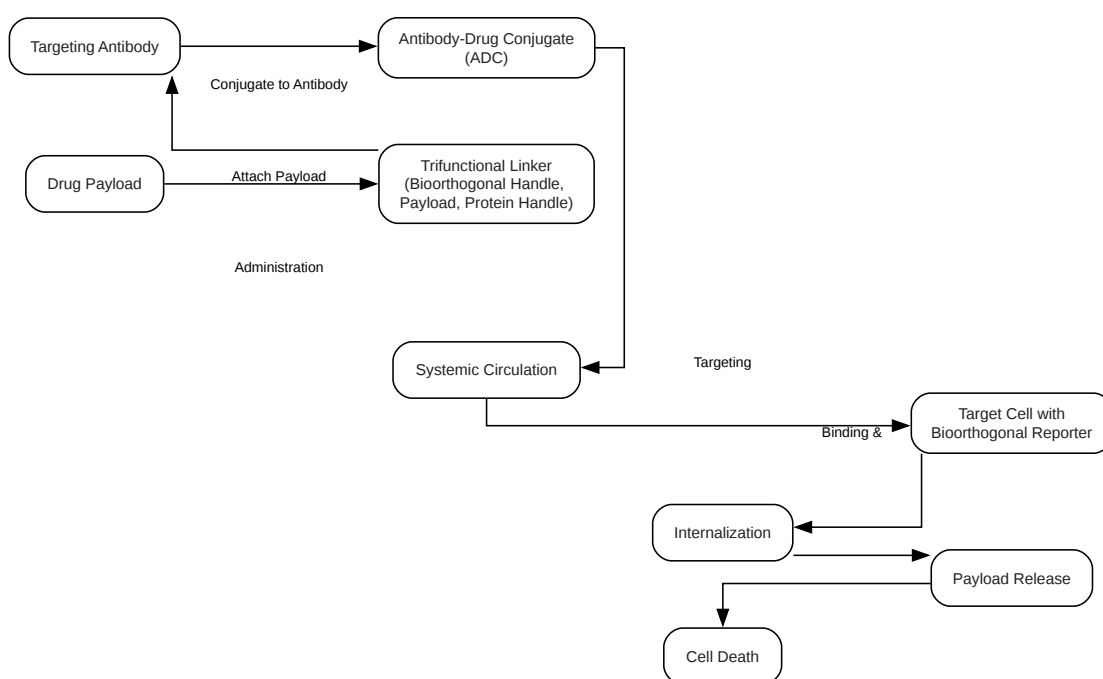 Targeting Antibody
Antibody-Drug Conjugate
(ADC)
Conjugate to Antibody
Drug Payload
Attach Payload
Trifunctional Linker
(Bioorthogonal Handle,
Payload, Protein Handle)
Administration
Systemic Circulation
Targeting
Binding &
Target Cell with
Bioorthogonal Reporter
Internalization
Payload Release
Cell Death